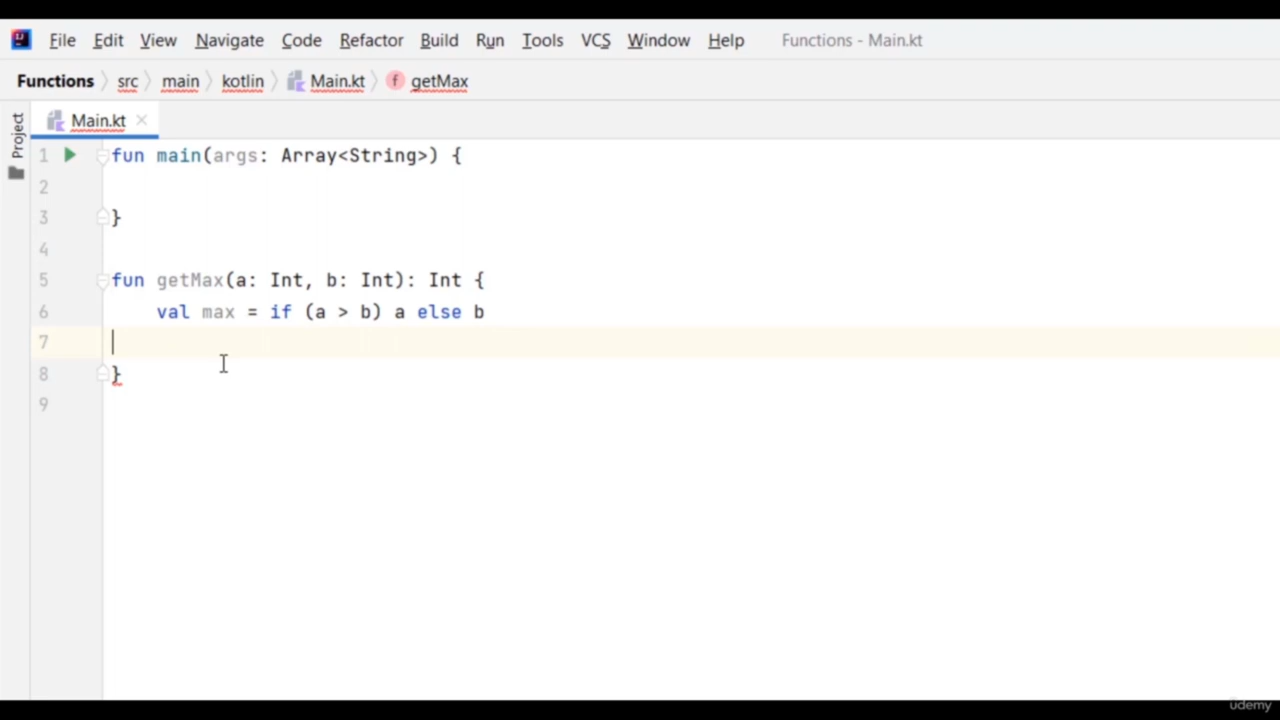 File Edit View Navigate Code Refactor Build Run Tools VCS Window Help Functions - Main.kt
Functions src main kotlin Main.kt f getMax
Project
Main.kt
1 fun main(args: Array<String>) {
2
3 }
4
5 fun getMax(a: Int, b: Int): Int {
6 val max = if (a > b) a else b
7
8 }
9
udemy